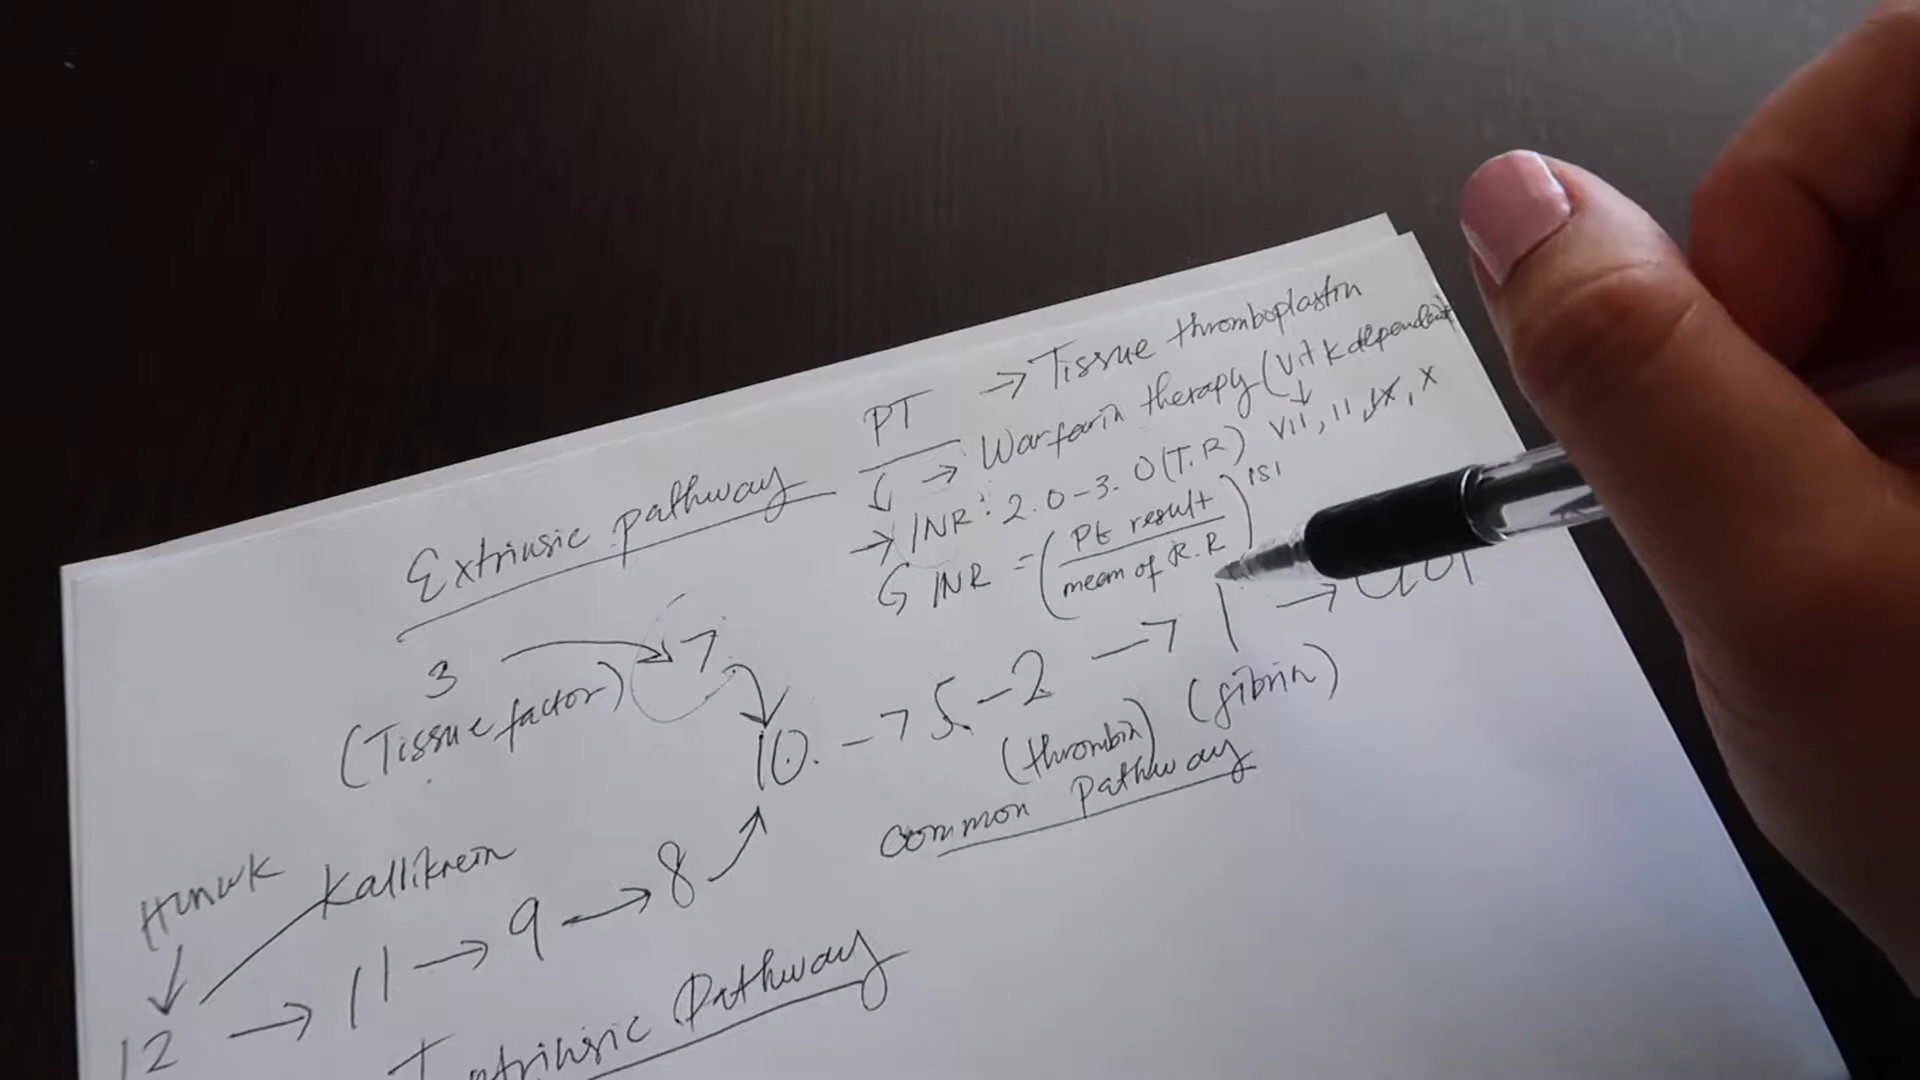 PT → Tissue thromboplastin
→ Warfarin therapy (Vit K dependent)
VII, II, IX, X
→ INR: 2.0-3.0 (T.R)
INR = (Pt result / mean of R.R) ISI
Extrinsic pathway
3 → 7
(Tissue factor)
10. → 5 - 2 → 1 → Clot
(thrombin) (fibrin)
Common Pathway
HMWK Kallikrein
12 → 11 → 9 → 8
Intrinsic Pathway